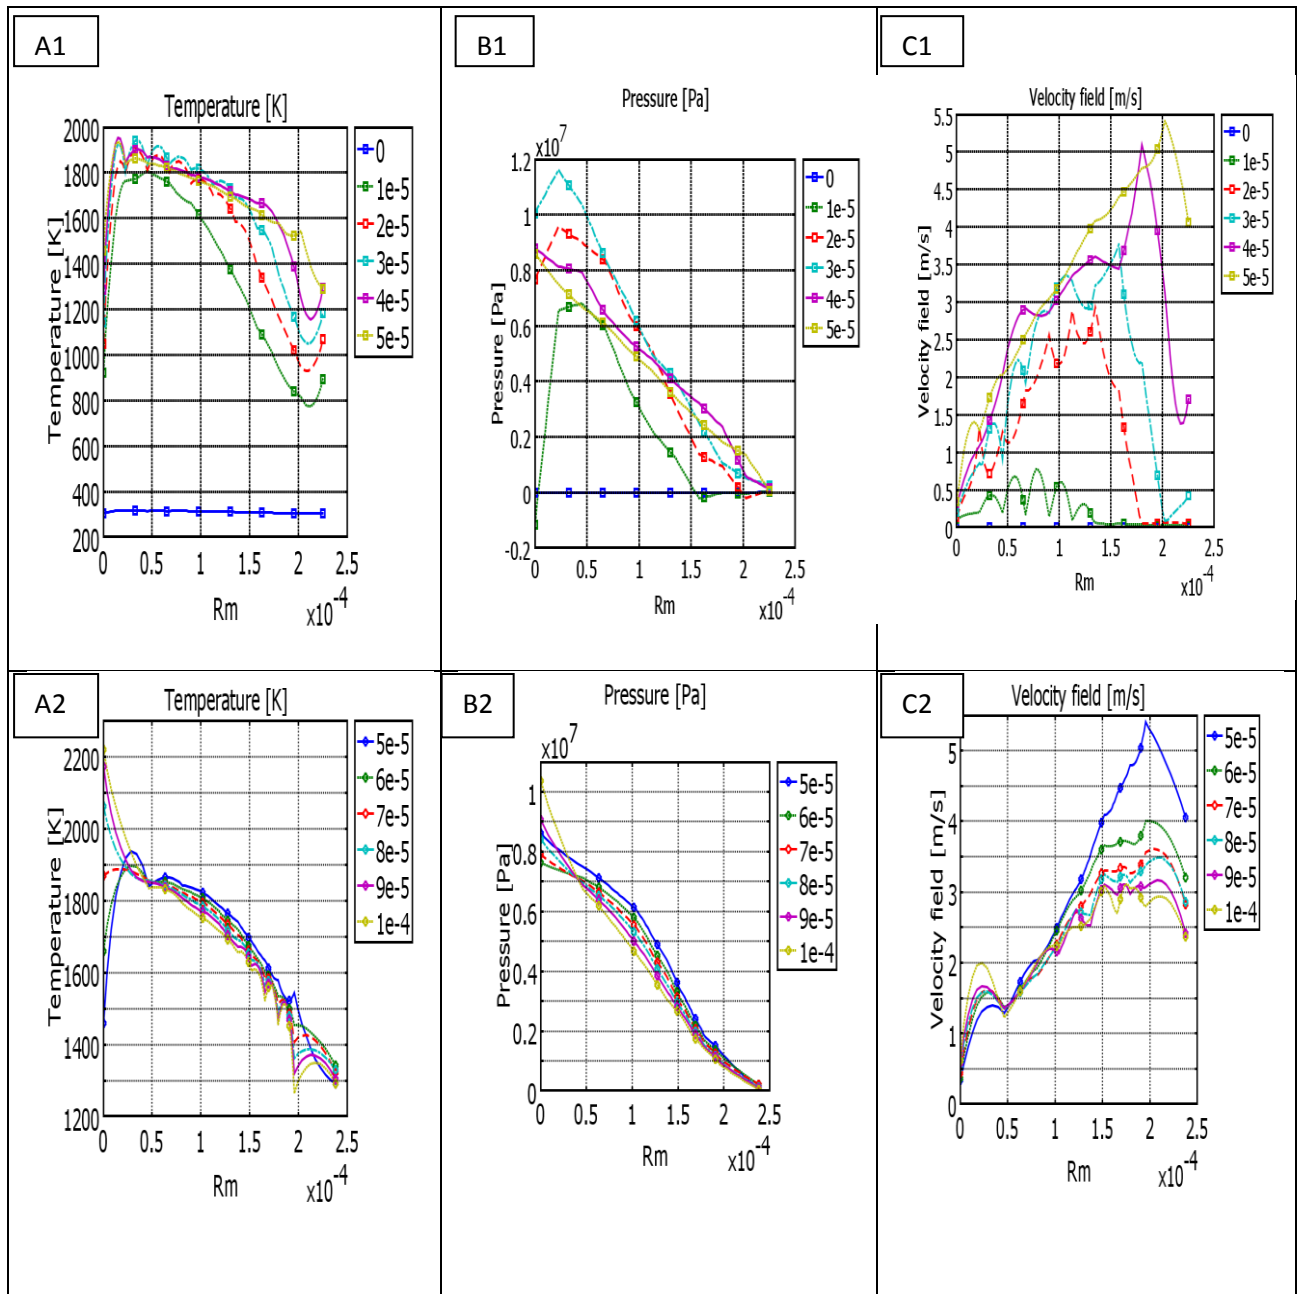 A1
Temperature [K]
2000
1800
1600
1400
1200
1000
800
600
400
200
Temperature [K]
0
0.5
1
1.5
2
2.5
x10-4
Rm
0
1e-5
2e-5
3e-5
4e-5
5e-5
B1
Pressure [Pa]
x10^7
1.2
1
0.8
0.6
0.4
0.2
0
-0.2
Pressure [Pa]
0
0.5
1
1.5
2
2.5
x10-4
Rm
0
1e-5
2e-5
3e-5
4e-5
5e-5
C1
Velocity field [m/s]
5.5
5
4.5
4
3.5
3
2.5
2
1.5
1
0.5
0
Velocity field [m/s]
0
0.5
1
1.5
2
2.5
x10-4
Rm
0
1e-5
2e-5
3e-5
4e-5
5e-5
A2
Temperature [K]
2200
2000
1800
1600
1400
1200
Temperature [K]
0
0.5
1
1.5
2
2.5
x10-4
Rm
5e-5
6e-5
7e-5
8e-5
9e-5
1e-4
B2
Pressure [Pa]
x10^7
1
0.8
0.6
0.4
0.2
0
Pressure [Pa]
0
0.5
1
1.5
2
2.5
x10-4
Rm
5e-5
6e-5
7e-5
8e-5
9e-5
1e-4
C2
Velocity field [m/s]
5
4
3
2
1
0
Velocity field [m/s]
0
0.5
1
1.5
2
2.5
x10-4
Rm
5e-5
6e-5
7e-5
8e-5
9e-5
1e-4